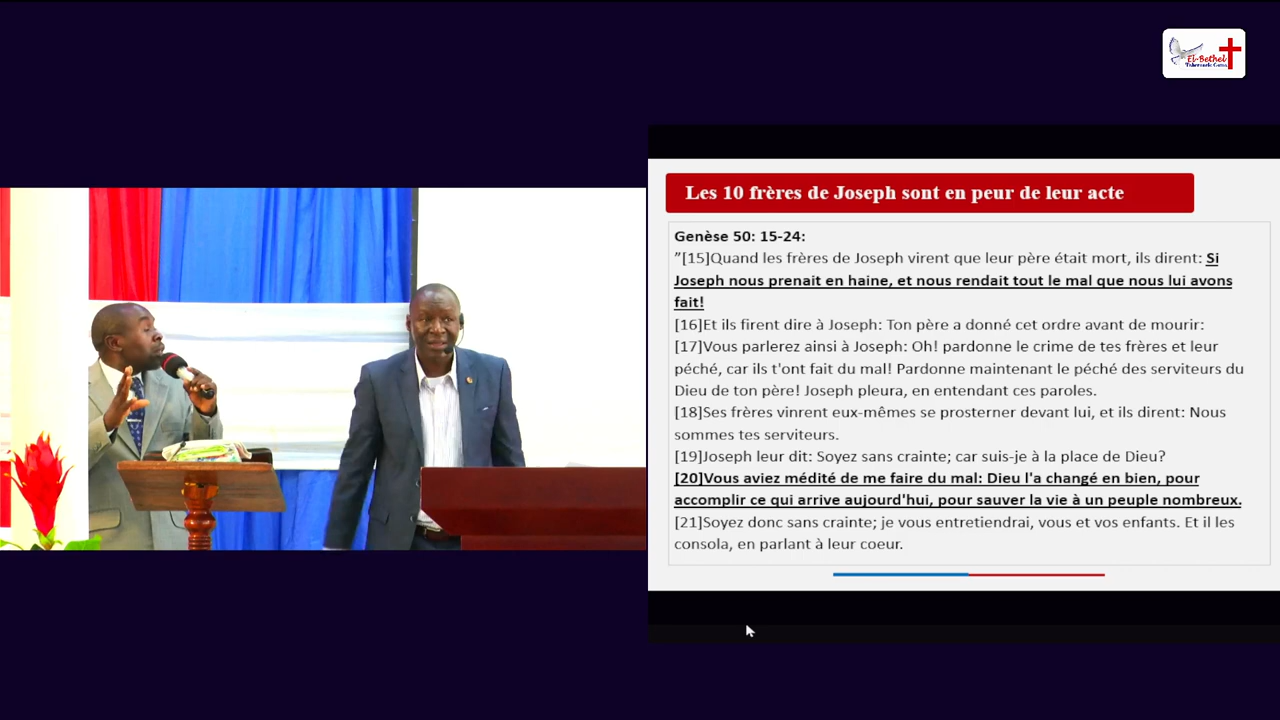 El-Bethel
Les 10 frères de Joseph sont en peur de leur acte
Genèse 50: 15-24:
"[15]Quand les frères de Joseph virent que leur père était mort, ils dirent: Si
Joseph nous prenait en haine, et nous rendait tout le mal que nous lui avons
fait!
[16]Et ils firent dire à Joseph: Ton père a donné cet ordre avant de mourir:
[17]Vous parlerez ainsi à Joseph: Oh! pardonne le crime de tes frères et leur
péché, car ils t'ont fait du mal! Pardonne maintenant le péché des serviteurs du
Dieu de ton père! Joseph pleura, en entendant ces paroles.
[18]Ses frères vinrent eux-mêmes se prosterner devant lui, et ils dirent: Nous
sommes tes serviteurs.
[19]Joseph leur dit: Soyez sans crainte; car suis-je à la place de Dieu?
[20]Vous aviez médité de me faire du mal: Dieu l'a changé en bien, pour
accomplir ce qui arrive aujourd'hui, pour sauver la vie à un peuple nombreux.
[21]Soyez donc sans crainte; je vous entretiendrai, vous et vos enfants. Et il les
consola, en parlant à leur coeur.